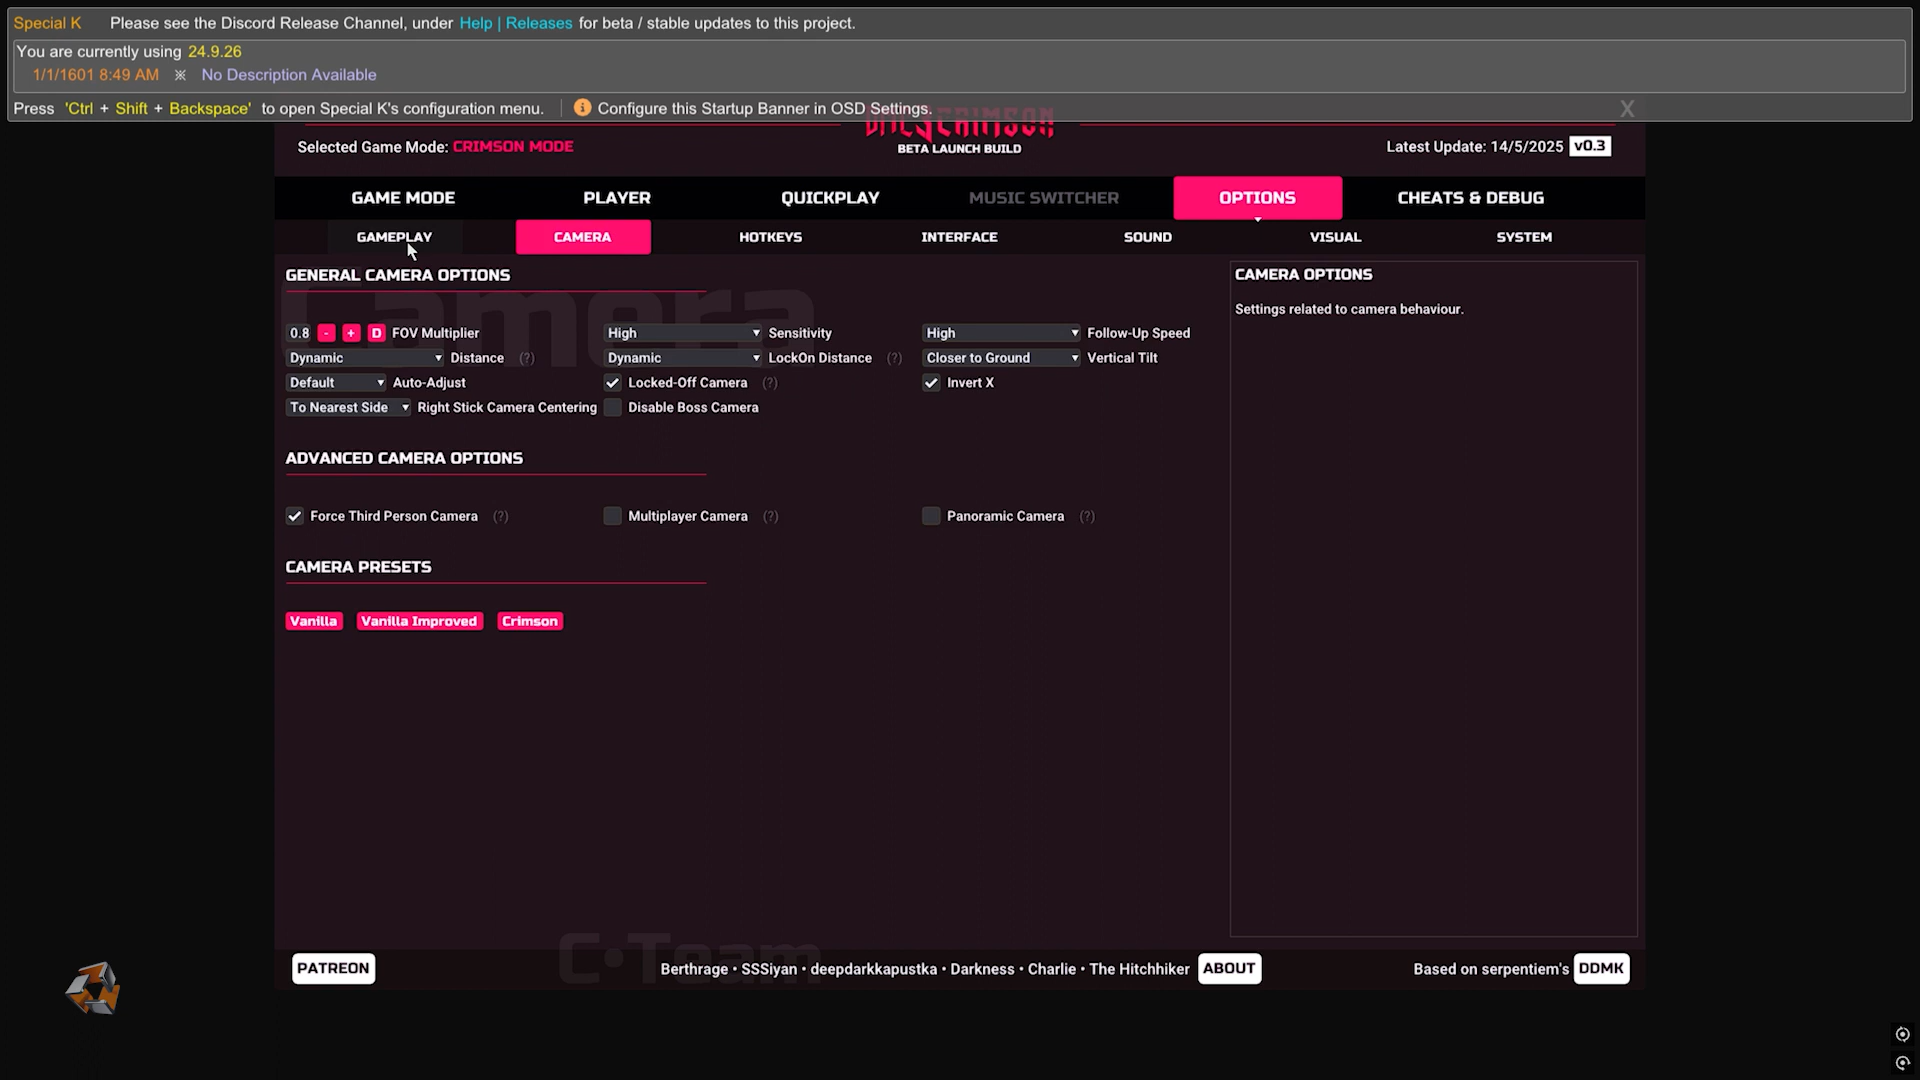 Special K Please see the Discord Release Channel, under Help | Releases for beta / stable updates to this project.
You are currently using 24.9.26
1/1/1601 8:49 AM ※ No Description Available
Press 'Ctrl + Shift + Backspace' to open Special K's configuration menu. Configure this Startup Banner in OSD Settings. X
Selected Game Mode: CRIMSON MODE
BETA LAUNCH BUILD
Latest Update: 14/5/2025 v0.3
GAME MODE PLAYER QUICKPLAY MUSIC SWITCHER OPTIONS CHEATS & DEBUG
GAMEPLAY CAMERA HOTKEYS INTERFACE SOUND VISUAL SYSTEM
Camera
GENERAL CAMERA OPTIONS
0.8 - + D FOV Multiplier High Sensitivity High Follow-Up Speed
Dynamic Distance (?) Dynamic LockOn Distance (?) Closer to Ground Vertical Tilt
Default Auto-Adjust Locked-Off Camera (?) Invert X
To Nearest Side Right Stick Camera Centering Disable Boss Camera
ADVANCED CAMERA OPTIONS
Force Third Person Camera (?) Multiplayer Camera (?) Panoramic Camera (?)
CAMERA PRESETS
Vanilla Vanilla Improved Crimson
CAMERA OPTIONS
Settings related to camera behaviour.
C•Team
PATREON Berthrage • SSSiyan • deepdarkkapustka • Darkness • Charlie • The Hitchhiker ABOUT Based on serpentiem's DDMK